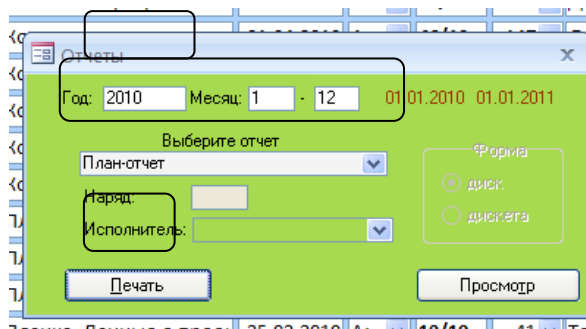 Отчеты
Год: 2010 Месяц: 1 - 12 01.01.2010 01.01.2011
Выберите отчет
План-отчет
Форма
диск
Наряд:
дискета
Исполнитель:
Печать Просмотр